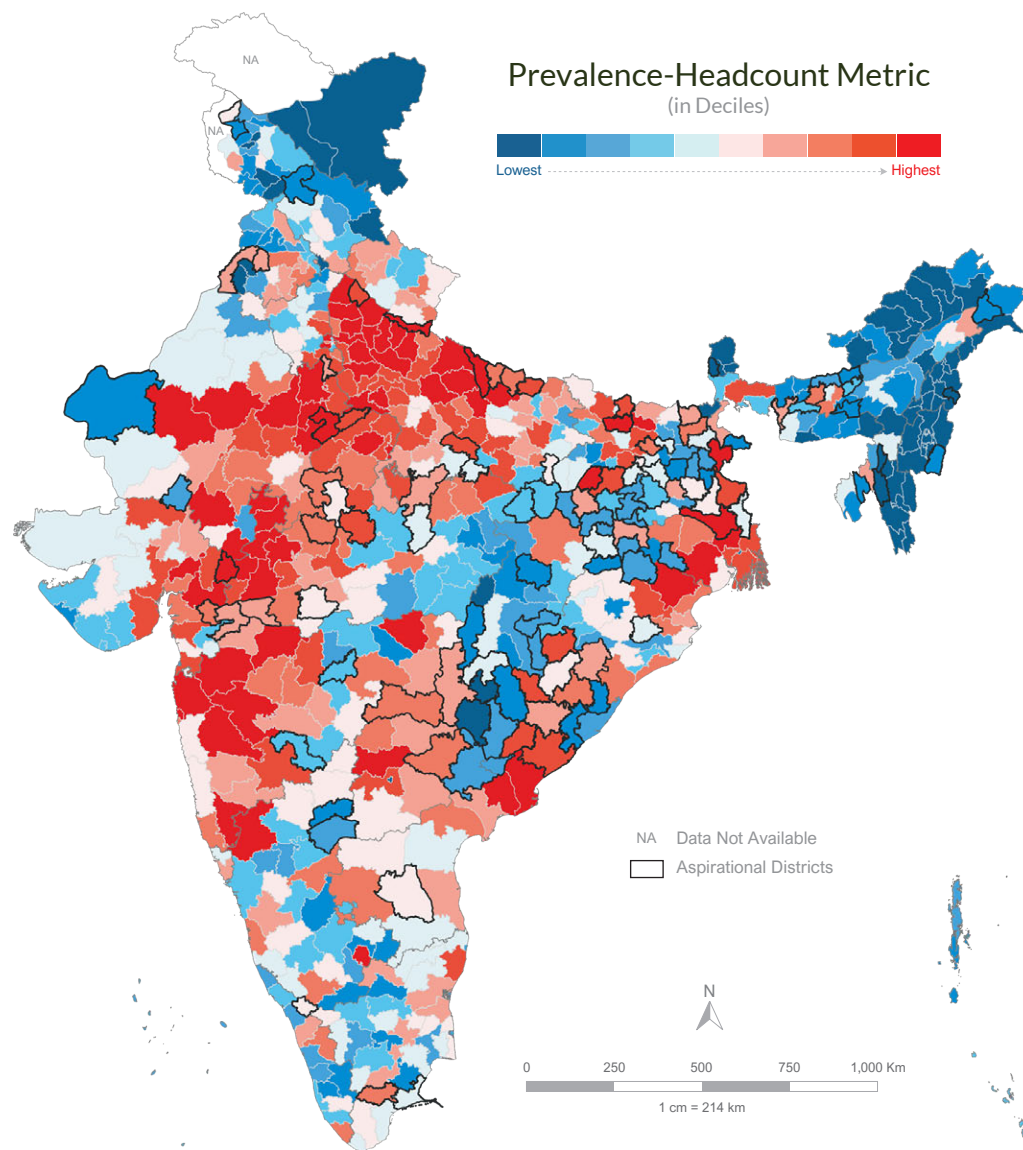 NA
Prevalence-Headcount Metric
(in Deciles)
NA
Lowest
Highest
NA Data Not Available
Aspirational Districts
N
0 250 500 750 1,000 Km
1 cm = 214 km